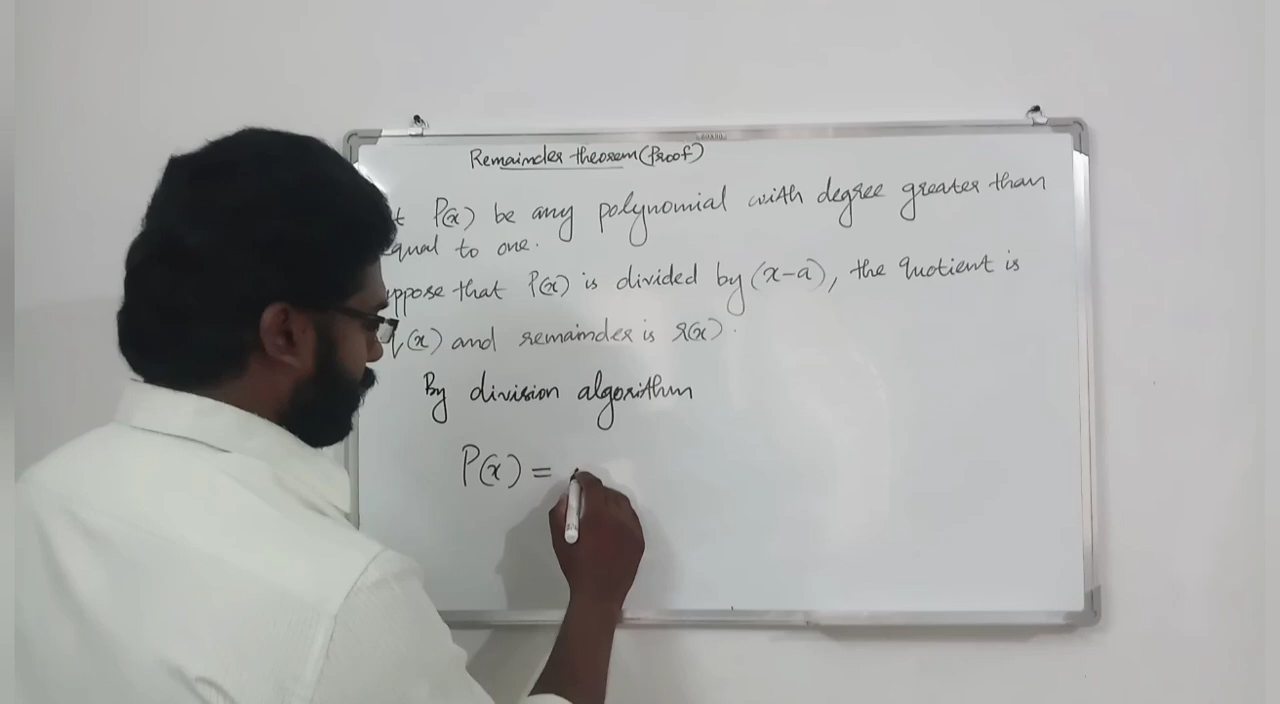 Remainder theorem (Proof)
P(x) be any polynomial with degree greater than
equal to one.
that P(x) is divided by (x-a), the quotient is
(x) and remainder is r(x).
By division algorithm
P(x) =